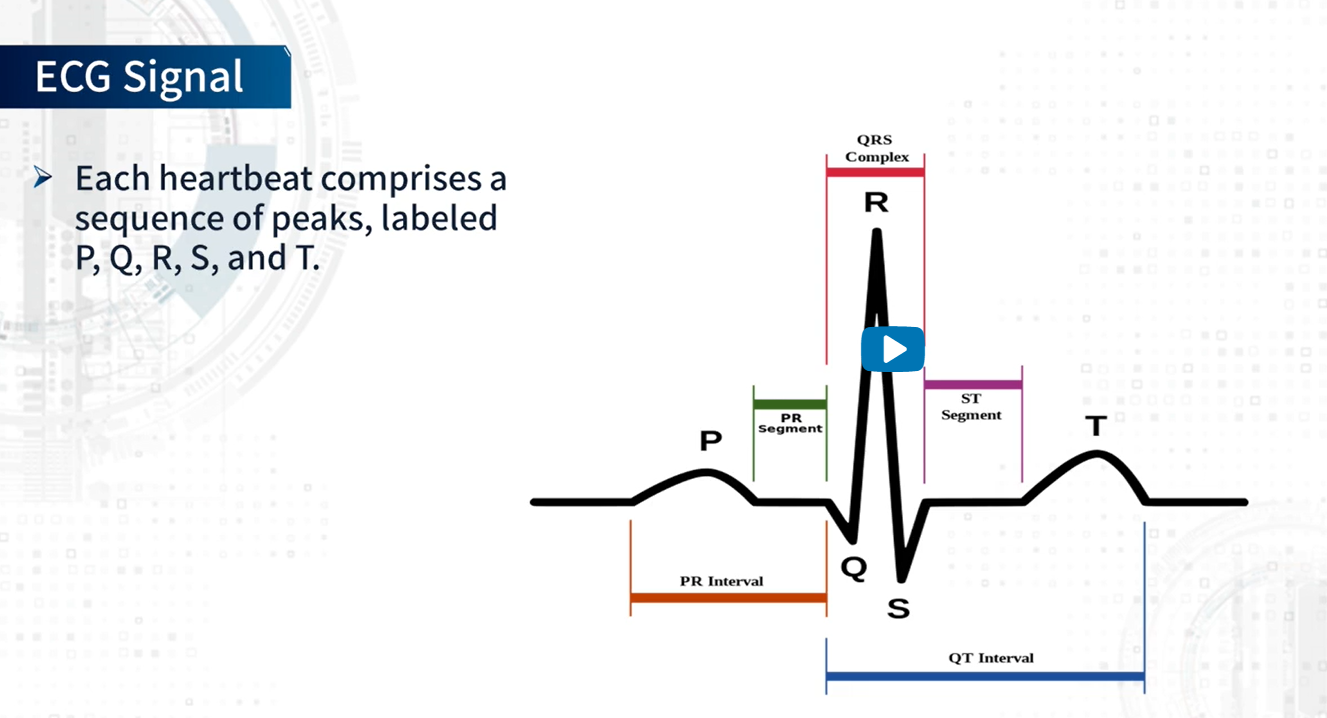 ECG Signal
Each heartbeat comprises a
sequence of peaks, labeled
P, Q, R, S, and T.
QRS
Complex
R
ST
Segment
PR
Segment
P
T
Q
PR Interval
S
QT Interval